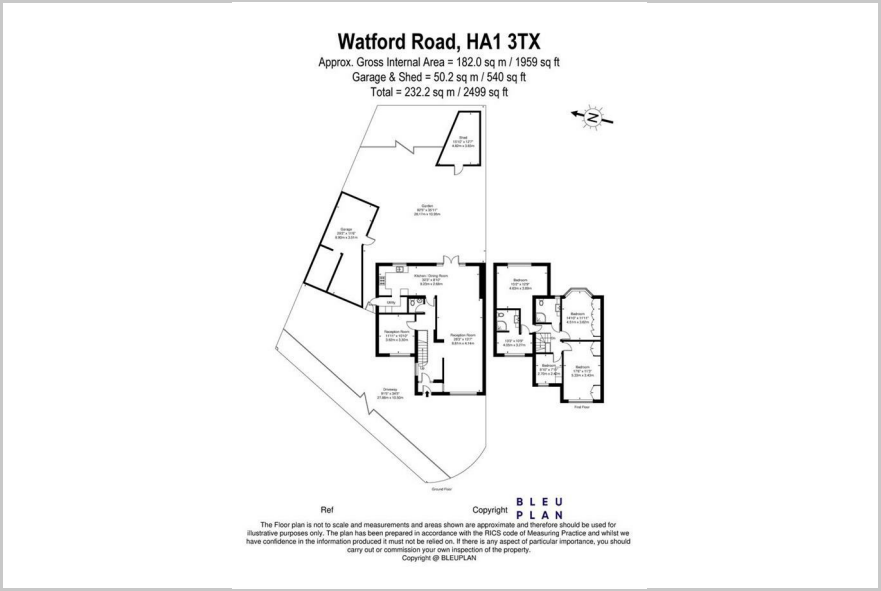 Watford Road, HA1 3TX
Approx. Gross Internal Area = 182.0 sq m / 1959 sq ft
Garage & Shed = 50.2 sq m / 540 sq ft
Total = 232.2 sq m / 2499 sq ft
N
Shed
Garden
Garage
Kitchen / Dining Room
Utility
Reception Room
Reception Room
Driveway
Ground Floor
Bedroom
Bedroom
Bedroom
Bedroom
First Floor
Ref
Copyright
BLEU
PLAN
The Floor plan is not to scale and measurements and areas shown are approximate and therefore should be used for
illustrative purposes only. The plan has been prepared in accordance with the RICS code of Measuring Practice and whilst we
have confidence in the information produced it must not be relied on. If there is any aspect of particular importance, you should
carry out or commission your own inspection of the property.
Copyright @ BLEUPLAN